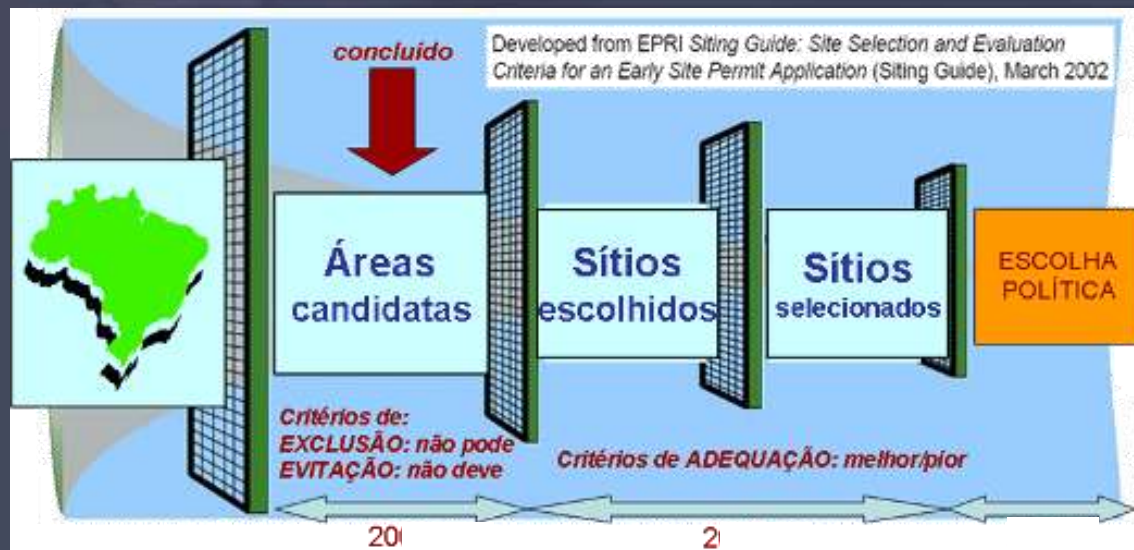 concluído
Developed from EPRI Siting Guide: Site Selection and Evaluation
Criteria for an Early Site Permit Application (Siting Guide), March 2002
Áreas
candidatas
Sítios
escolhidos
Sítios
selecionados
ESCOLHA
POLÍTICA
Critérios de:
EXCLUSÃO: não pode
EVITAÇÃO: não deve
Critérios de ADEQUAÇÃO: melhor/pior